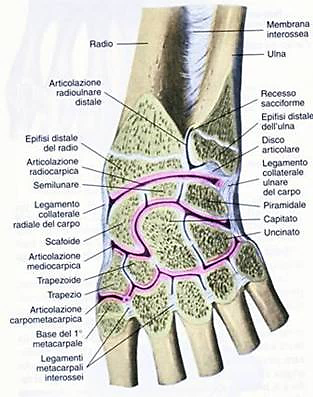 Membrana
interossea
Radio
Ulna
Articolazione
radioulnare
distale
Recesso
sacciforme
Epifisi distale
dell'ulna
Epifisi distale
del radio
Disco
articolare
Articolazione
radiocarpica
Legamento
collaterale
ulnare
del carpo
Semilunare
Legamento
collaterale
radiale del carpo
Piramidale
Capitato
Scafoide
Uncinato
Articolazione
mediocarpica
Trapezoide
Trapezio
Articolazione
carpometacarpica
Base del 1°
metacarpale
Legamenti
metacarpali
interossei